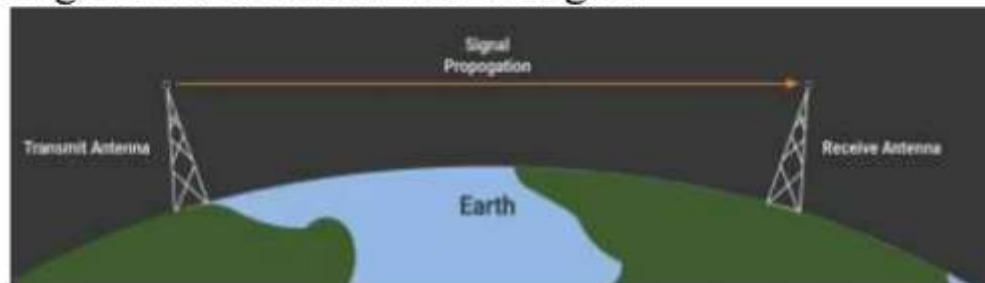 Signal
Propogation
Transmit Antenna
Receive Antenna
Earth